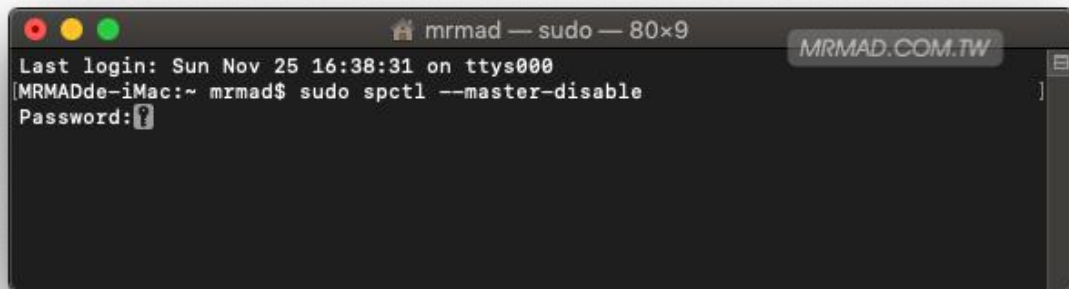 mrmad — sudo — 80×9
MRMAD.COM.TW
Last login: Sun Nov 25 16:38:31 on ttys000
[MRMADde-iMac:~ mrmad$ sudo spctl --master-disable ]
Password: